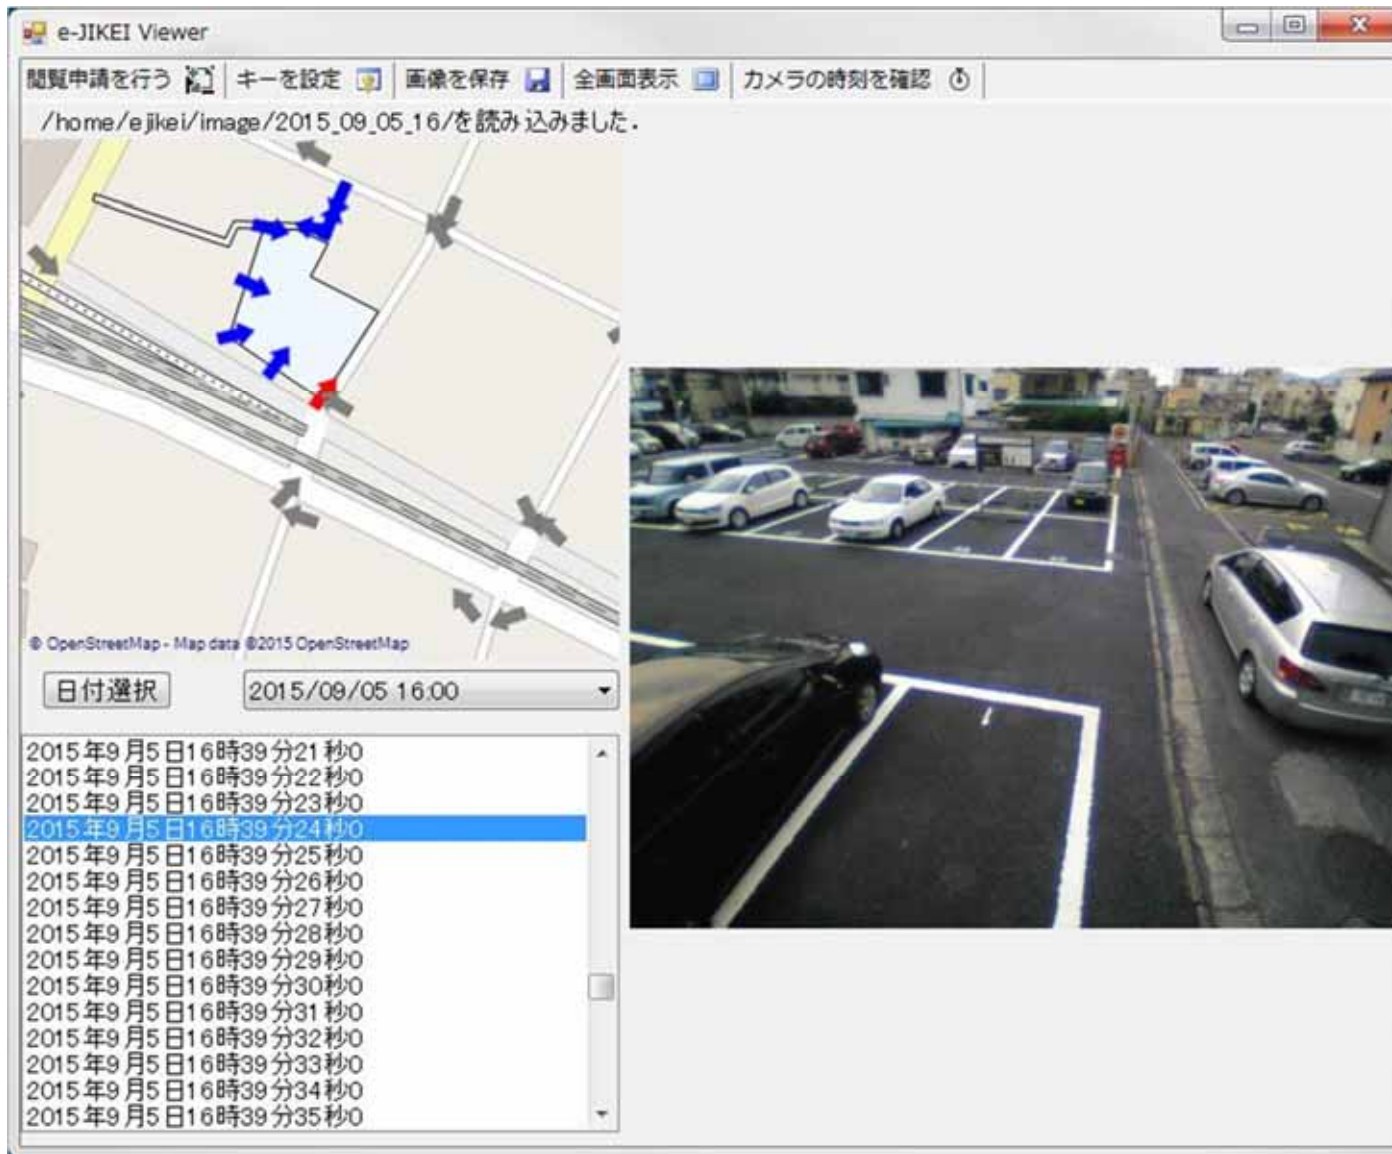 e-JIKEI Viewer
閲覧申請を行う キーを設定 画像を保存 全画面表示 カメラの時刻を確認
/home/ejikei/image/2015_09_05_16/を読み込みました.
© OpenStreetMap - Map data ©2015 OpenStreetMap
日付選択 2015/09/05 16:00
2015年9月5日16時39分21秒0
2015年9月5日16時39分22秒0
2015年9月5日16時39分23秒0
2015年9月5日16時39分24秒0
2015年9月5日16時39分25秒0
2015年9月5日16時39分26秒0
2015年9月5日16時39分27秒0
2015年9月5日16時39分28秒0
2015年9月5日16時39分29秒0
2015年9月5日16時39分30秒0
2015年9月5日16時39分31秒0
2015年9月5日16時39分32秒0
2015年9月5日16時39分33秒0
2015年9月5日16時39分34秒0
2015年9月5日16時39分35秒0